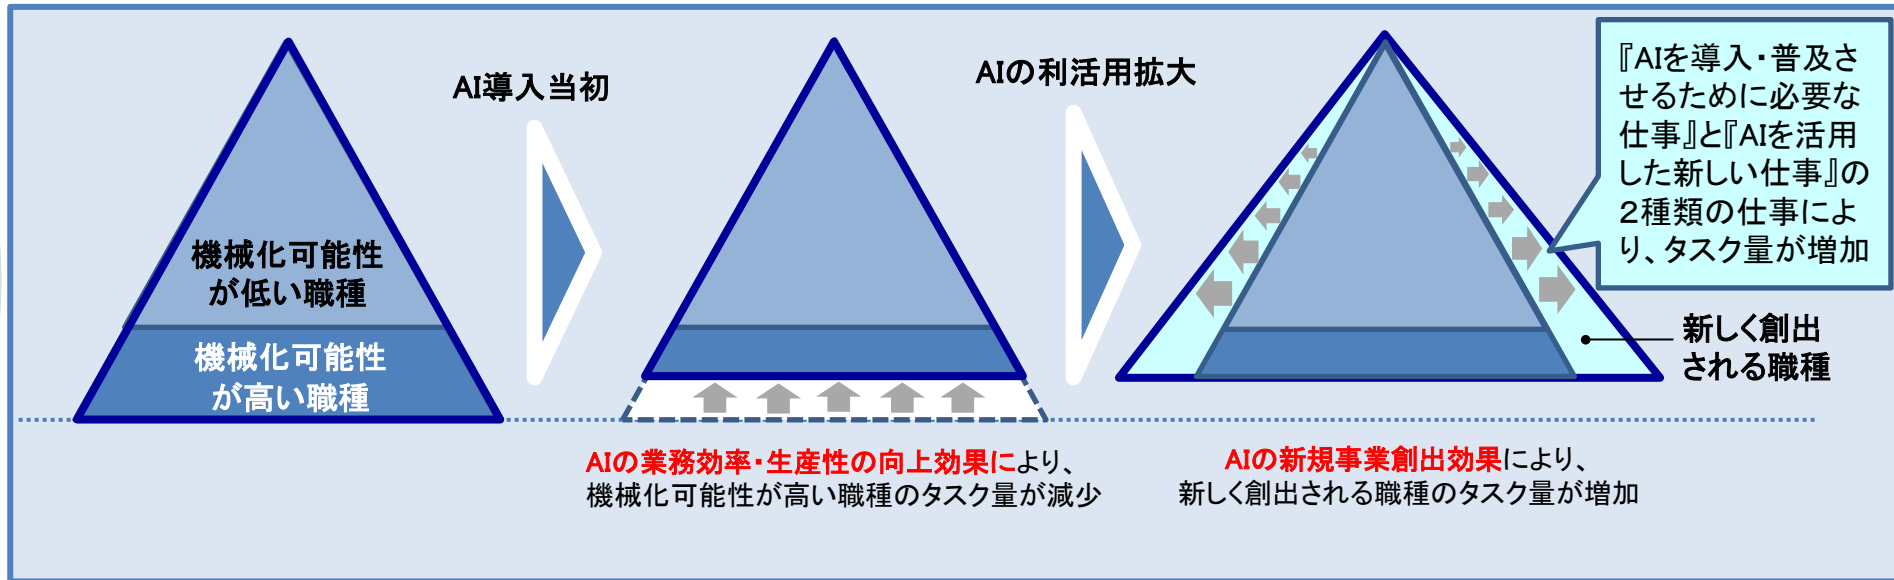 AI導入当初
AIの利活用拡大
『AIを導入・普及さ
せるために必要な
仕事』と『AIを活用
した新しい仕事』の
２種類の仕事によ
り、タスク量が増加
機械化可能性
が低い職種
機械化可能性
が高い職種
新しく創出
される職種
AIの業務効率・生産性の向上効果により、
機械化可能性が高い職種のタスク量が減少
AIの新規事業創出効果により、
新しく創出される職種のタスク量が増加